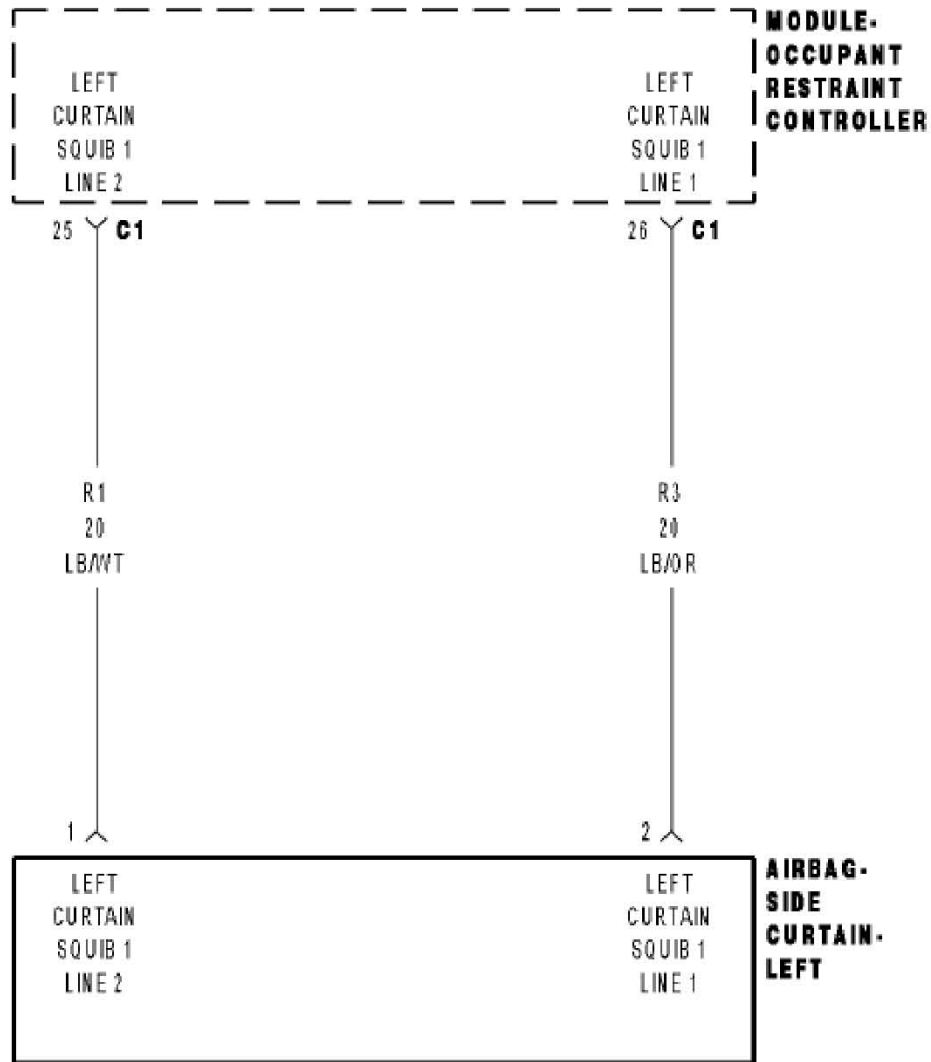 MODULE-
OCCUPANT
RESTRAINT
CONTROLLER
LEFT
CURTAIN
SQUIB 1
LINE 2
LEFT
CURTAIN
SQUIB 1
LINE 1
25 C1
26 C1
R1
20
LB/WT
R3
20
LB/OR
1
2
LEFT
CURTAIN
SQUIB 1
LINE 2
LEFT
CURTAIN
SQUIB 1
LINE 1
AIRBAG-
SIDE
CURTAIN-
LEFT